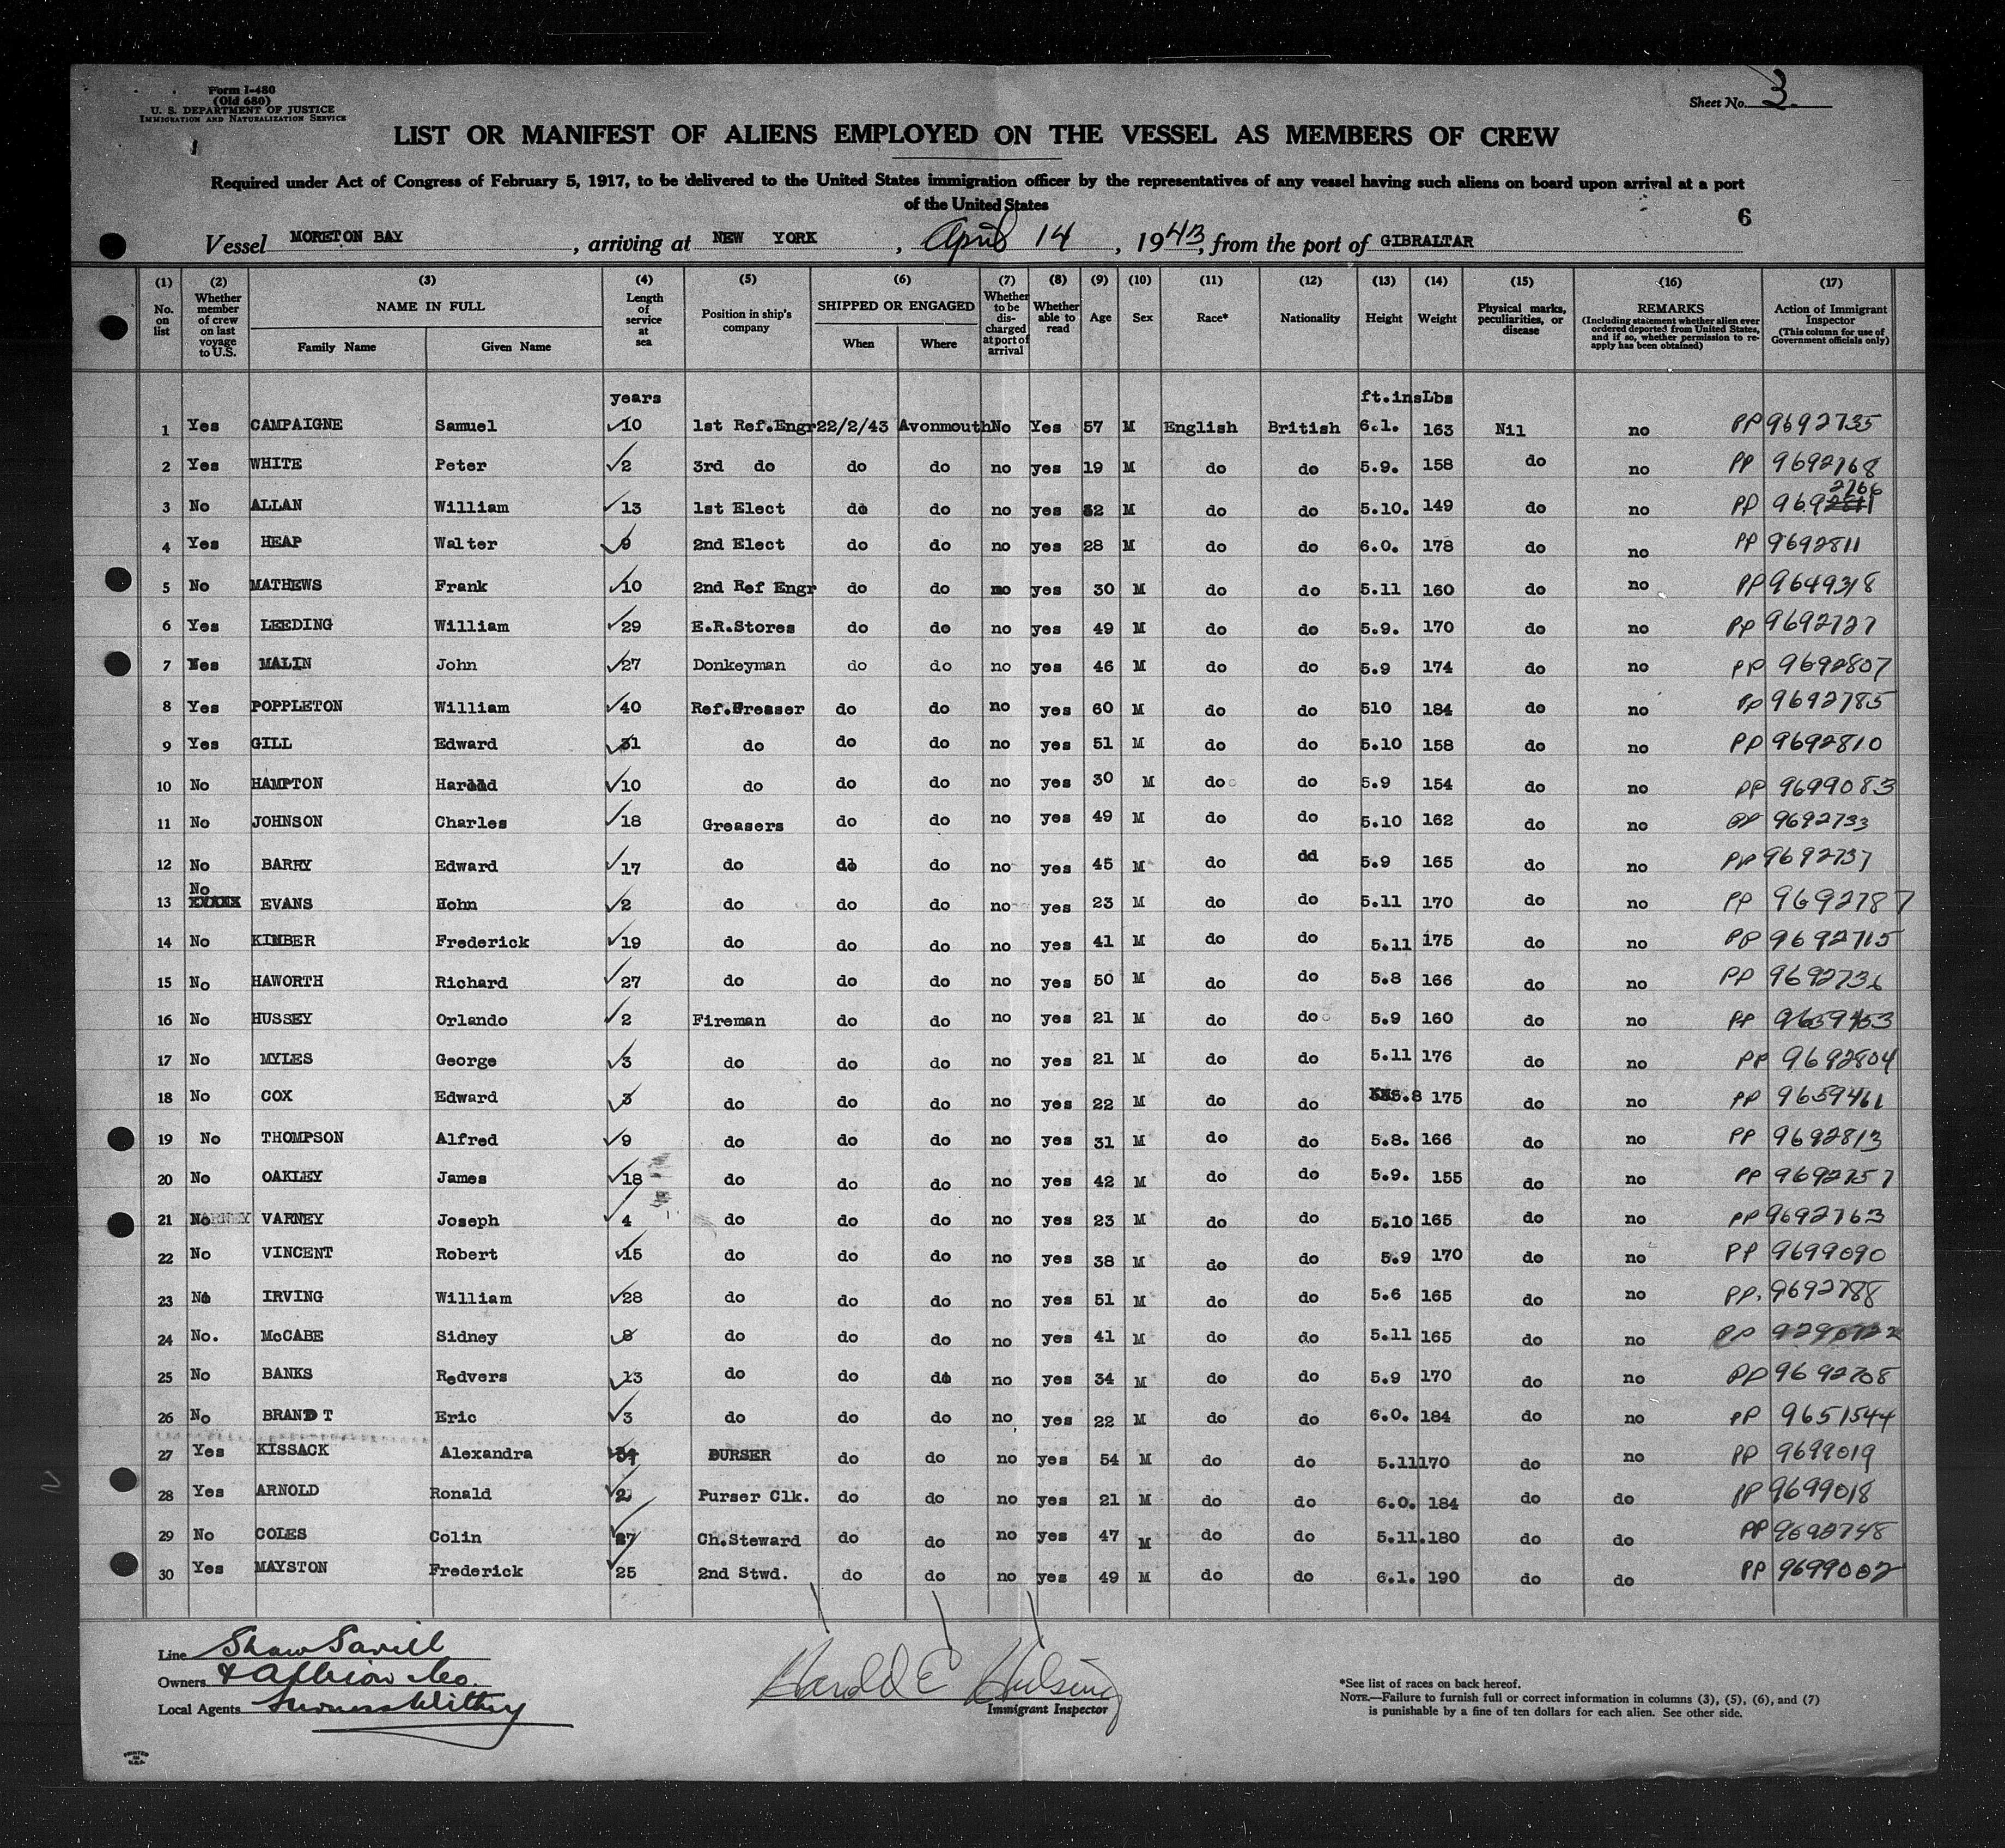 Form I-480
(Old 680)
U. S. DEPARTMENT OF JUSTICE
IMMIGRATION AND NATURALIZATION SERVICE
Sheet No. 3.
LIST OR MANIFEST OF ALIENS EMPLOYED ON THE VESSEL AS MEMBERS OF CREW
Required under Act of Congress of February 5, 1917, to be delivered to the United States immigration officer by the representatives of any vessel having such aliens on board upon arrival at a port
of the United States
6
Vessel MORETON BAY, arriving at NEW YORK, April 14, 1943, from the port of GIBRALTAR
(1) No. on list (2) Whether member of crew on last voyage to U.S. (3) NAME IN FULL Family Name Given Name (4) Length of service at sea (5) Position in ship's company (6) SHIPPED OR ENGAGED When Where (7) Whether to be discharged at port of arrival (8) Whether able to read (9) Age (10) Sex (11) Race* (12) Nationality (13) Height (14) Weight (15) Physical marks, peculiarities, or disease (16) REMARKS (Including statement whether alien ever ordered deported from United States, and if so, whether permission to re-apply has been obtained) (17) Action of Immigrant Inspector (This column for use of Government officials only)
years ft.ins Lbs
1 Yes CAMPAIGNE Samuel 10 1st Ref.Engr 22/2/43 Avonmouth No Yes 57 M English British 6.1. 163 Nil no PP 9692735
2 Yes WHITE Peter 2 3rd do do do no yes 19 M do do 5.9. 158 do no PP 9692768
3 No ALLAN William 13 1st Elect do do no yes 32 M do do 5.10. 149 do no PP 9692766
4 Yes HEAP Walter 9 2nd Elect do do no yes 28 M do do 6.0. 178 do no PP 9692811
5 No MATHEWS Frank 10 2nd Ref Engr do do no yes 30 M do do 5.11 160 do no PP 9649318
6 Yes LEEDING William 29 E.R.Stores do do no yes 49 M do do 5.9. 170 do no PP 9692727
7 Yes MALIN John 27 Donkeyman do do no yes 46 M do do 5.9 174 do no PP 9692807
8 Yes POPPLETON William 40 Ref.Greaser do do no yes 60 M do do 510 184 do no PP 9692785
9 Yes GILL Edward 31 do do do no yes 51 M do do 5.10 158 do no PP 9692810
10 No HAMPTON Harold 10 do do do no yes 30 M do do 5.9 154 do no PP 9699083
11 No JOHNSON Charles 18 Greasers do do no yes 49 M do do 5.10 162 do no PP 9692733
12 No BARRY Edward 17 do do do no yes 45 M do dd 5.9 165 do no PP 9692737
13 No EVANS Hohn 2 do do do no yes 23 M do do 5.11 170 do no PP 9692787
14 No KIMBER Frederick 19 do do do no yes 41 M do do 5.11 175 do no PP 9692715
15 No HAWORTH Richard 27 do do do no yes 50 M do do 5.8 166 do no PP 9692736
16 No HUSSEY Orlando 2 Fireman do do no yes 21 M do do 5.9 160 do no PP 9659453
17 No MYLES George 3 do do do no yes 21 M do do 5.11 176 do no PP 9692804
18 No COX Edward 3 do do do no yes 22 M do do 5.8 175 do no PP 9659461
19 No THOMPSON Alfred 9 do do do no yes 31 M do do 5.8. 166 do no PP 9692813
20 No OAKLEY James 18 do do do no yes 42 M do do 5.9. 155 do no PP 9692757
21 No VARNEY Joseph 4 do do do no yes 23 M do do 5.10 165 do no PP 9692763
22 No VINCENT Robert 15 do do do no yes 38 M do do 5.9 170 do no PP 9699090
23 No IRVING William 28 do do do no yes 51 M do do 5.6 165 do no PP. 9692788
24 No. McCABE Sidney 8 do do do no yes 41 M do do 5.11 165 do no PP
25 No BANKS Redvers 13 do do do no yes 34 M do do 5.9 170 do no PP 9692708
26 No BRANDT Eric 3 do do do no yes 22 M do do 6.0. 184 do no PP 9651544
27 Yes KISSACK Alexandra 34 PURSER do do no yes 54 M do do 5.11 170 do no PP 9699019
28 Yes ARNOLD Ronald 2 Purser Clk. do do no yes 21 M do do 6.0. 184 do do PP 9699018
29 No COLES Colin 27 Ch.Steward do do no yes 47 M do do 5.11. 180 do do PP 9692748
30 Yes MAYSTON Frederick 25 2nd Stwd. do do no yes 49 M do do 6.1. 190 do do PP 9699002
Line Shaw Savill
Owners & Albion Co.
Local Agents Furness Withy
Harold E Hulsing
Immigrant Inspector
*See list of races on back hereof.
NOTE.—Failure to furnish full or correct information in columns (3), (5), (6), and (7)
is punishable by a fine of ten dollars for each alien. See other side.
PRINTED
IN
U.S.A.